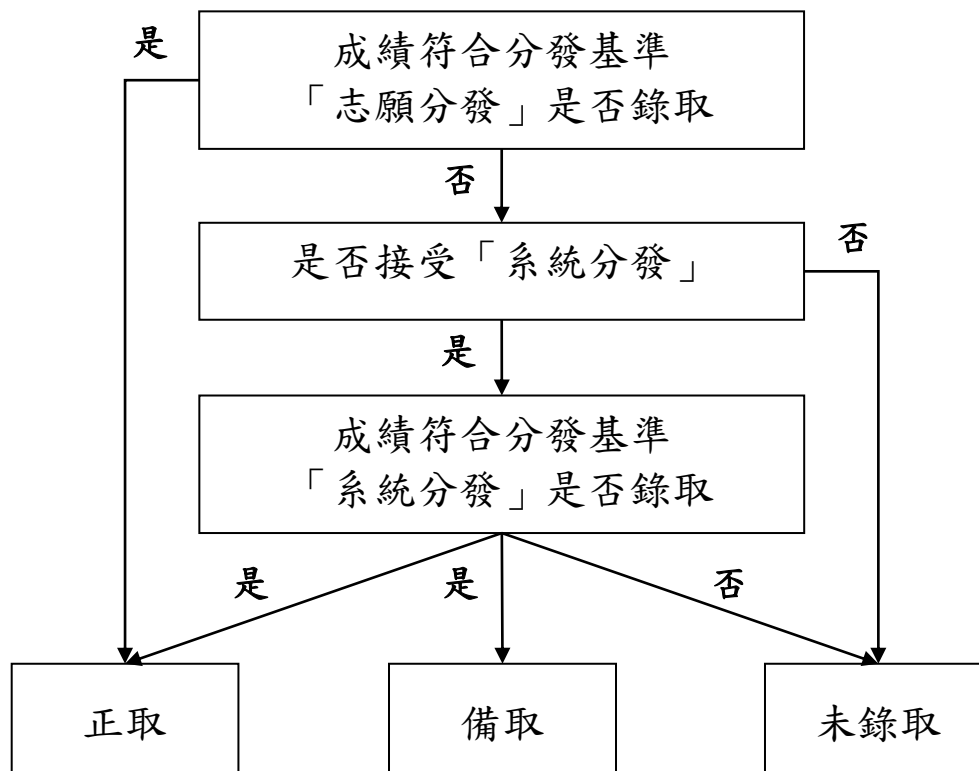 是
成績符合分發基準
「志願分發」是否錄取
否
是否接受「系統分發」
否
是
成績符合分發基準
「系統分發」是否錄取
是
是
否
正取
備取
未錄取